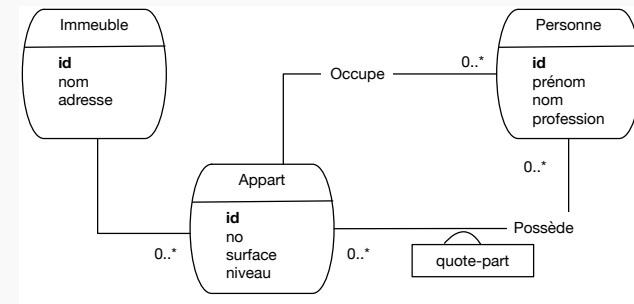 Immeuble
id
nom
adresse
Personne
id
prénom
nom
profession
0..*
Occupe
0..*
Appart
id
no
surface
niveau
0..*
0..*
Possède
quote-part